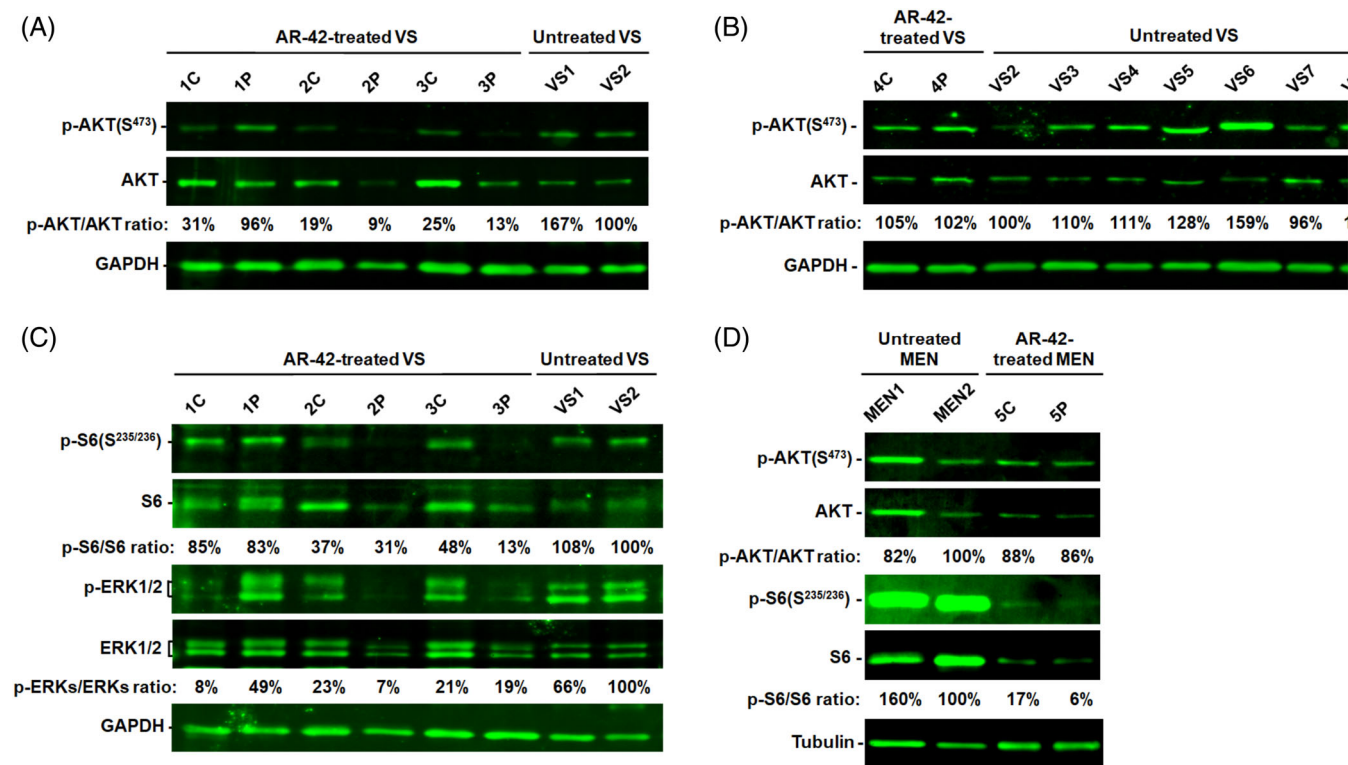 (A)
AR-42-treated VS Untreated VS
1C 1P 2C 2P 3C 3P VS1 VS2
p-AKT(S473)
AKT
p-AKT/AKT ratio: 31% 96% 19% 9% 25% 13% 167% 100%
GAPDH
(B)
AR-42-
treated VS Untreated VS
4C 4P VS2 VS3 VS4 VS5 VS6 VS7
p-AKT(S473)
AKT
p-AKT/AKT ratio: 105% 102% 100% 110% 111% 128% 159% 96%
GAPDH
(C)
AR-42-treated VS Untreated VS
1C 1P 2C 2P 3C 3P VS1 VS2
p-S6(S235/236)
S6
p-S6/S6 ratio: 85% 83% 37% 31% 48% 13% 108% 100%
p-ERK1/2
ERK1/2
p-ERKs/ERKs ratio: 8% 49% 23% 7% 21% 19% 66% 100%
GAPDH
(D)
Untreated AR-42-
MEN treated MEN
MEN1 MEN2 5C 5P
p-AKT(S473)
AKT
p-AKT/AKT ratio: 82% 100% 88% 86%
p-S6(S235/236)
S6
p-S6/S6 ratio: 160% 100% 17% 6%
Tubulin